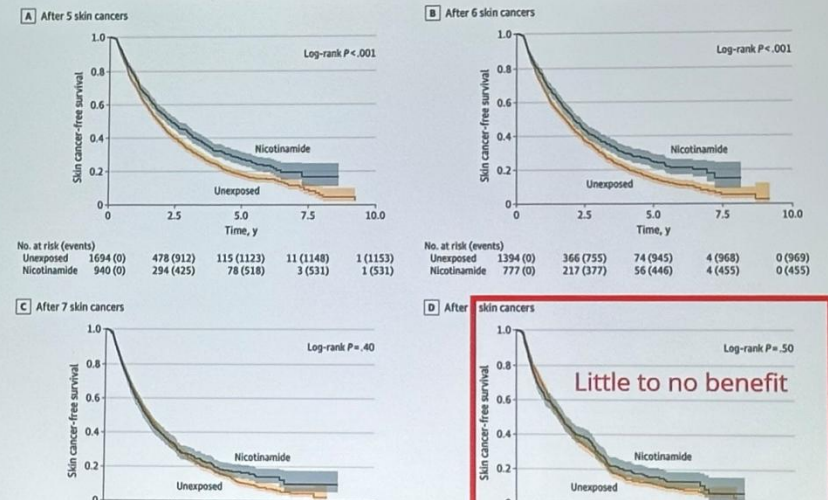 A After 5 skin cancers
Log-rank P<.001
Skin cancer-free survival
1.0
0.8
0.6
0.4
0.2
0
Nicotinamide
Unexposed
0 2.5 5.0 7.5 10.0
Time, y
No. at risk (events)
Unexposed 1694 (0) 478 (912) 115 (1123) 11 (1148) 1 (1153)
Nicotinamide 940 (0) 294 (425) 78 (518) 3 (531) 1 (531)
B After 6 skin cancers
Log-rank P<.001
Skin cancer-free survival
1.0
0.8
0.6
0.4
0.2
0
Nicotinamide
Unexposed
0 2.5 5.0 7.5 10.0
Time, y
No. at risk (events)
Unexposed 1394 (0) 366 (755) 74 (945) 4 (968) 0 (969)
Nicotinamide 777 (0) 217 (377) 56 (446) 4 (455) 0 (455)
C After 7 skin cancers
Log-rank P=.40
Skin cancer-free survival
1.0
0.8
0.6
0.4
0.2
0
Nicotinamide
Unexposed
D After skin cancers
Log-rank P=.50
Little to no benefit
Skin cancer-free survival
1.0
0.8
0.6
0.4
0.2
Nicotinamide
Unexposed